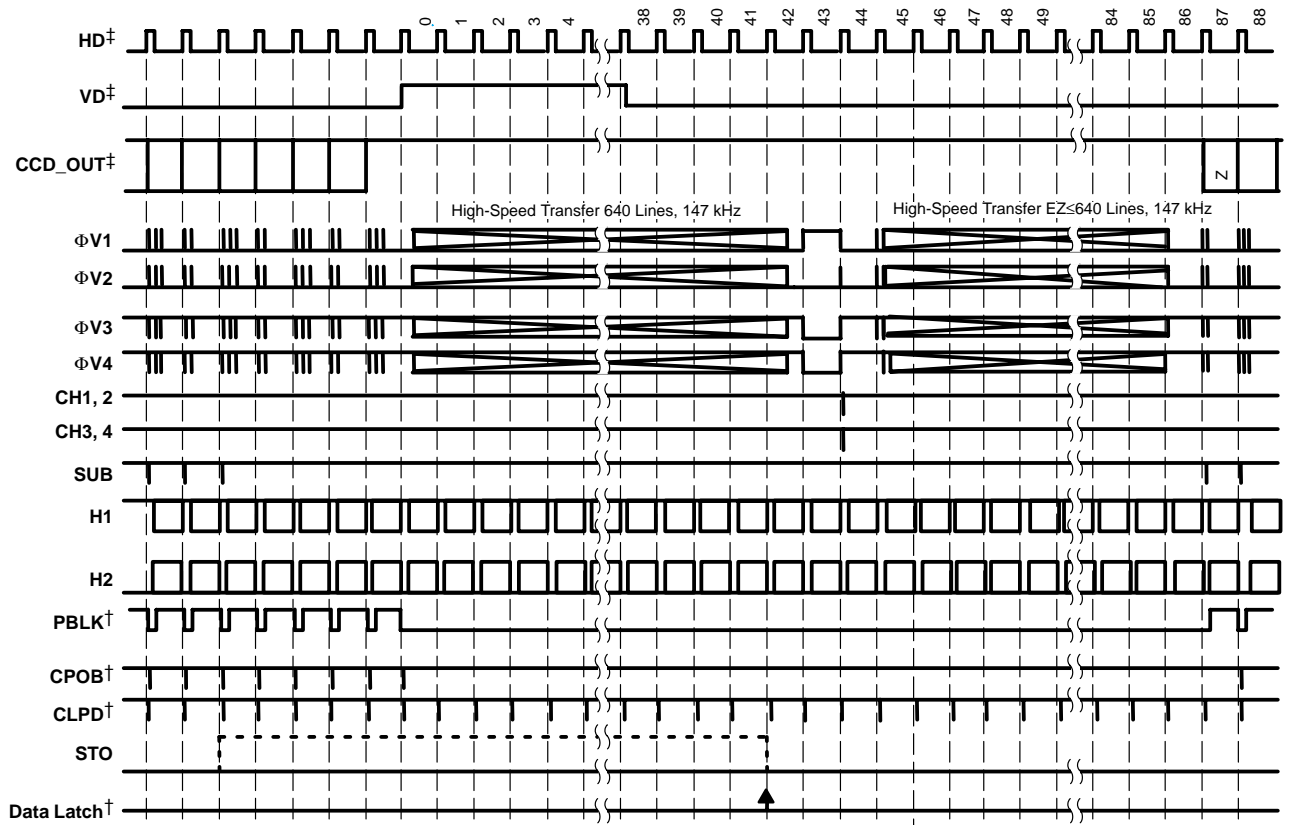 0 1 2 3 4 38 39 40 41 42 43 44 45 46 47 48 49 84 85 86 87 88
HD‡
VD‡
CCD_OUT‡
Z
High-Speed Transfer 640 Lines, 147 kHz
High-Speed Transfer EZ≤640 Lines, 147 kHz
ΦV1
ΦV2
ΦV3
ΦV4
CH1, 2
CH3, 4
SUB
H1
H2
PBLK†
CPOB†
CLPD†
STO
Data Latch†